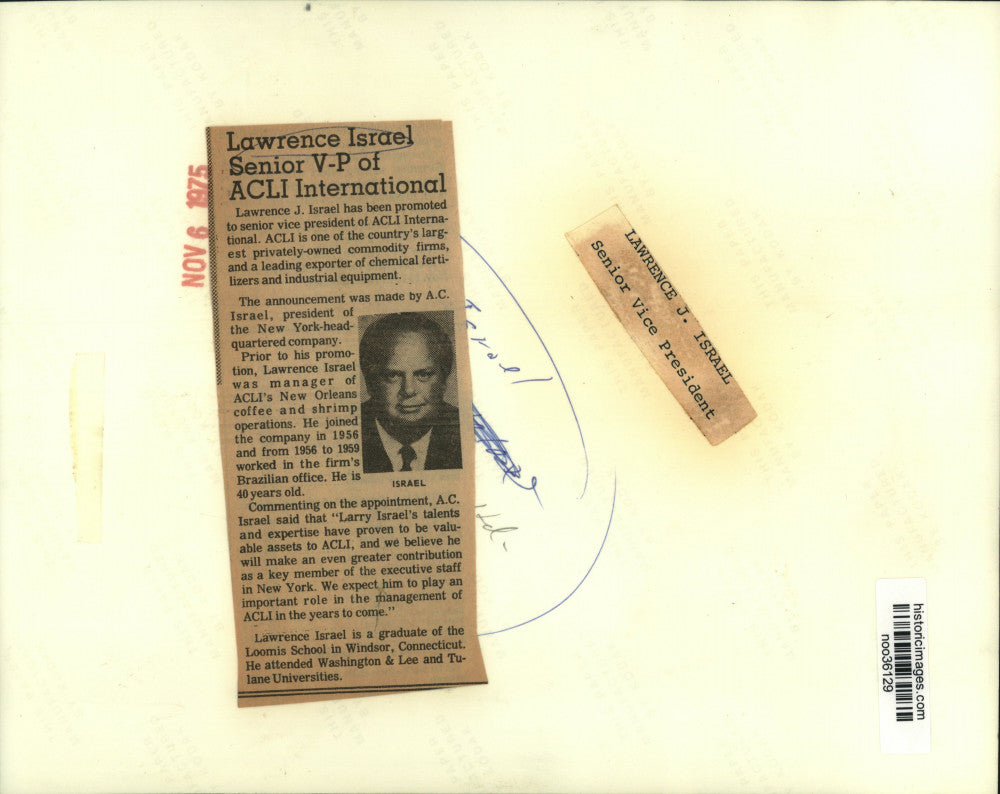 NOV 6 1975
Lawrence Israel
Senior V-P of
ACLI International
Lawrence J. Israel has been promoted
to senior vice president of ACLI Interna-
tional. ACLI is one of the country's larg-
est privately-owned commodity firms,
and a leading exporter of chemical ferti-
lizers and industrial equipment.
The announcement was made by A.C.
Israel, president of
the New York-head-
quartered company.
Prior to his promo-
tion, Lawrence Israel
was manager of
ACLI's New Orleans
coffee and shrimp
operations. He joined
the company in 1956
and from 1956 to 1959
worked in the firm's
Brazilian office. He is
40 years old.
ISRAEL
Commenting on the appointment, A.C.
Israel said that "Larry Israel's talents
and expertise have proven to be valu-
able assets to ACLI, and we believe he
will make an even greater contribution
as a key member of the executive staff
in New York. We expect him to play an
important role in the management of
ACLI in the years to come."
Lawrence Israel is a graduate of the
Loomis School in Windsor, Connecticut.
He attended Washington & Lee and Tu-
lane Universities.
Israel
LAWRENCE J. ISRAEL
Senior Vice President
historicimages.com
noo36129